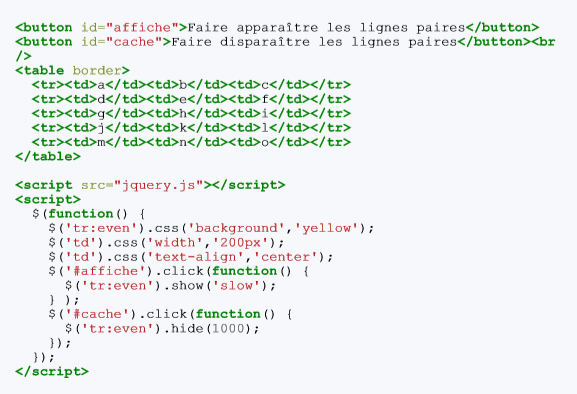 <button id="affiche">Faire apparaître les lignes paires</button>
<button id="cache">Faire disparaître les lignes paires</button><br
/>
<table border>
  <tr><td>a</td><td>b</td><td>c</td></tr>
  <tr><td>d</td><td>e</td><td>f</td></tr>
  <tr><td>g</td><td>h</td><td>i</td></tr>
  <tr><td>j</td><td>k</td><td>l</td></tr>
  <tr><td>m</td><td>n</td><td>o</td></tr>
</table>

<script src="jquery.js"></script>
<script>
  $(function() {
    $('tr:even').css('background','yellow');
    $('td').css('width','200px');
    $('td').css('text-align','center');
    $('#affiche').click(function() {
      $('tr:even').show('slow');
    } );
    $('#cache').click(function() {
      $('tr:even').hide(1000);
    });
  });
</script>